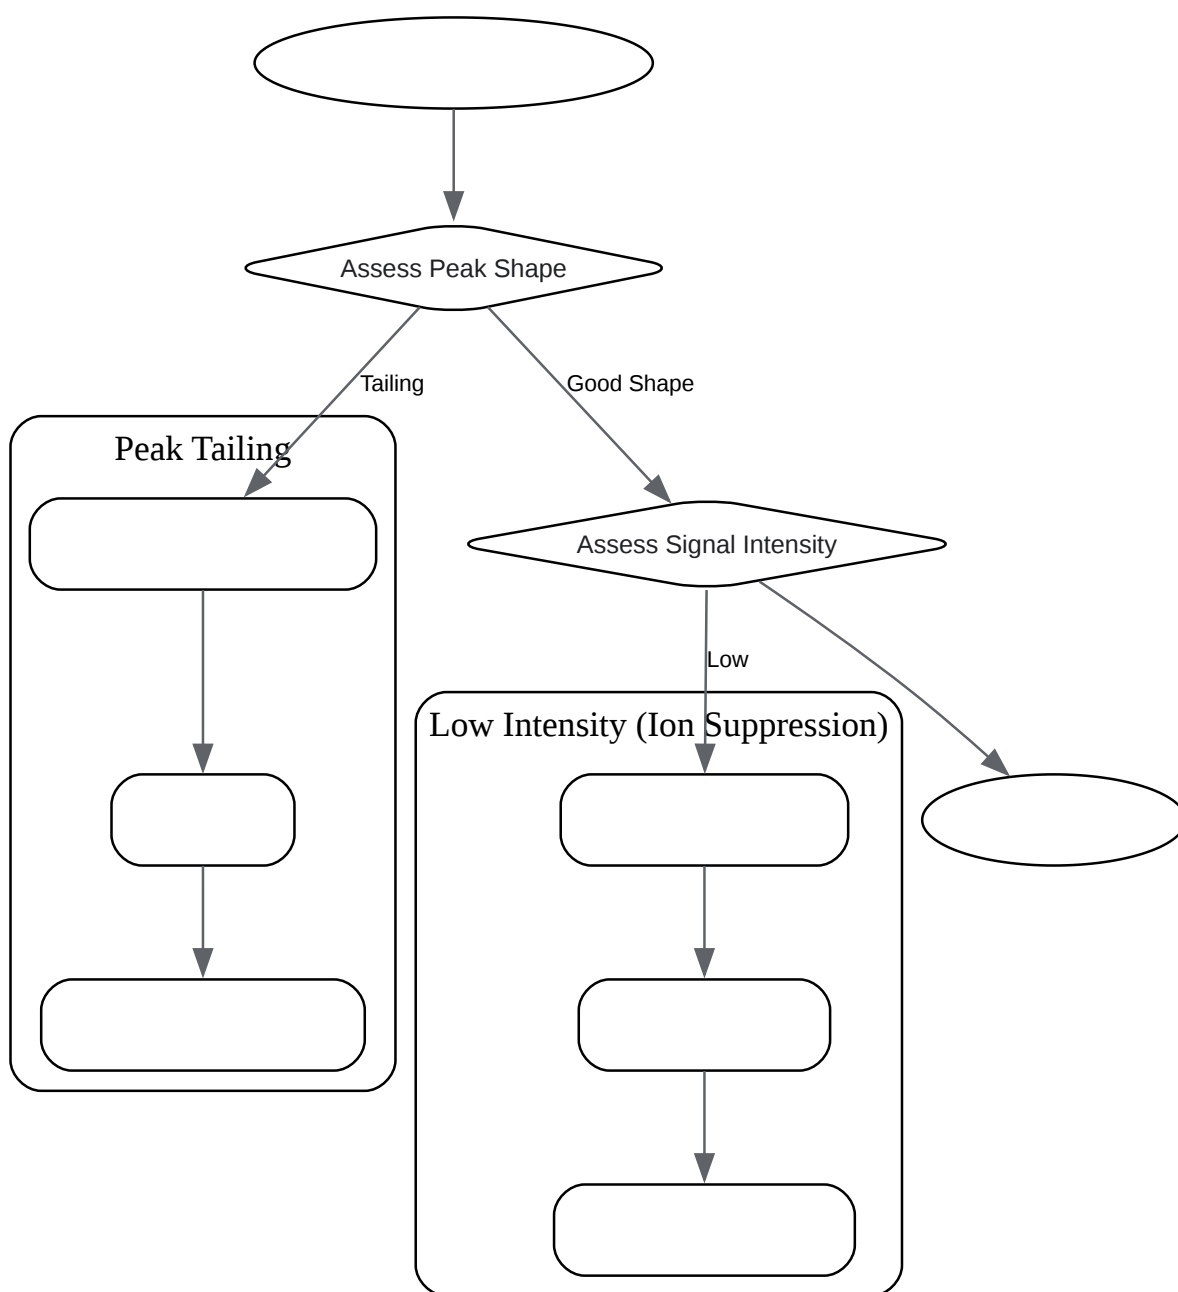 Assess Peak Shape
Tailing
Good Shape
Peak Tailing
Assess Signal Intensity
Low
Low Intensity (Ion Suppression)